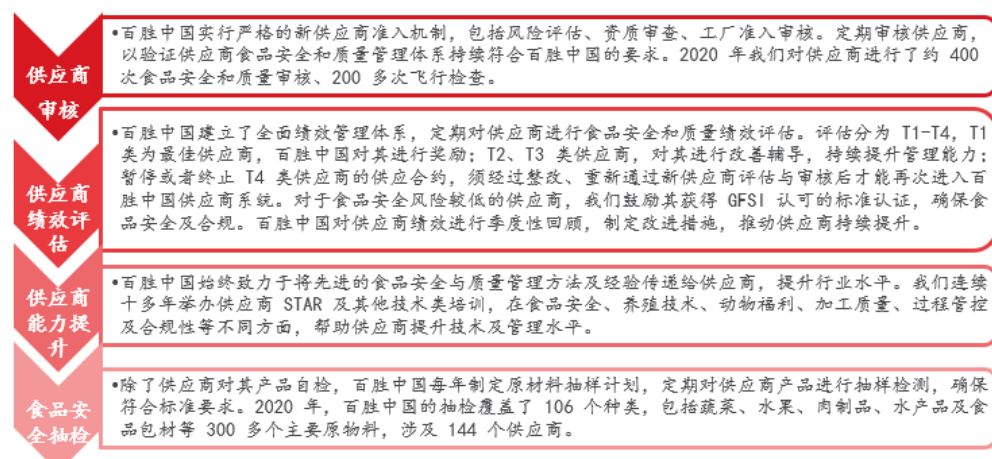 供应商
审核
•百胜中国实行严格的新供应商准入机制，包括风险评估、资质审查、工厂准入审核。定期审核供应商，
以验证供应商食品安全和质量管理体系持续符合百胜中国的要求。2020 年我们对供应商进行了约 400
次食品安全和质量审核、200 多次飞行检查。
供应商
绩效评
估
•百胜中国建立了全面绩效管理体系，定期对供应商进行食品安全和质量绩效评估。评估分为 T1-T4，T1
类为最佳供应商，百胜中国对其进行奖励；T2、T3 类供应商，对其进行改善辅导，持续提升管理能力；
暂停或者终止 T4 类供应商的供应合约，须经过整改、重新通过新供应商评估与审核后才能再次进入百
胜中国供应商系统。对于食品安全风险较低的供应商，我们鼓励其获得 GFSI 认可的标准认证，确保食
品安全及合规。百胜中国对供应商绩效进行季度性回顾，制定改进措施，推动供应商持续提升。
供应商
能力提
升
•百胜中国始终致力于将先进的食品安全与质量管理方法及经验传递给供应商，提升行业水平。我们连续
十多年举办供应商 STAR 及其他技术类培训，在食品安全、养殖技术、动物福利、加工质量、过程管控
及合规性等不同方面，帮助供应商提升技术及管理水平。
食品安
全抽检
•除了供应商对其产品自检，百胜中国每年制定原材料抽样计划，定期对供应商产品进行抽样检测，确保
符合标准要求。2020 年，百胜中国的抽检覆盖了 106 个种类，包括蔬菜、水果、肉制品、水产品及食
品包材等 300 多个主要原物料，涉及 144 个供应商。